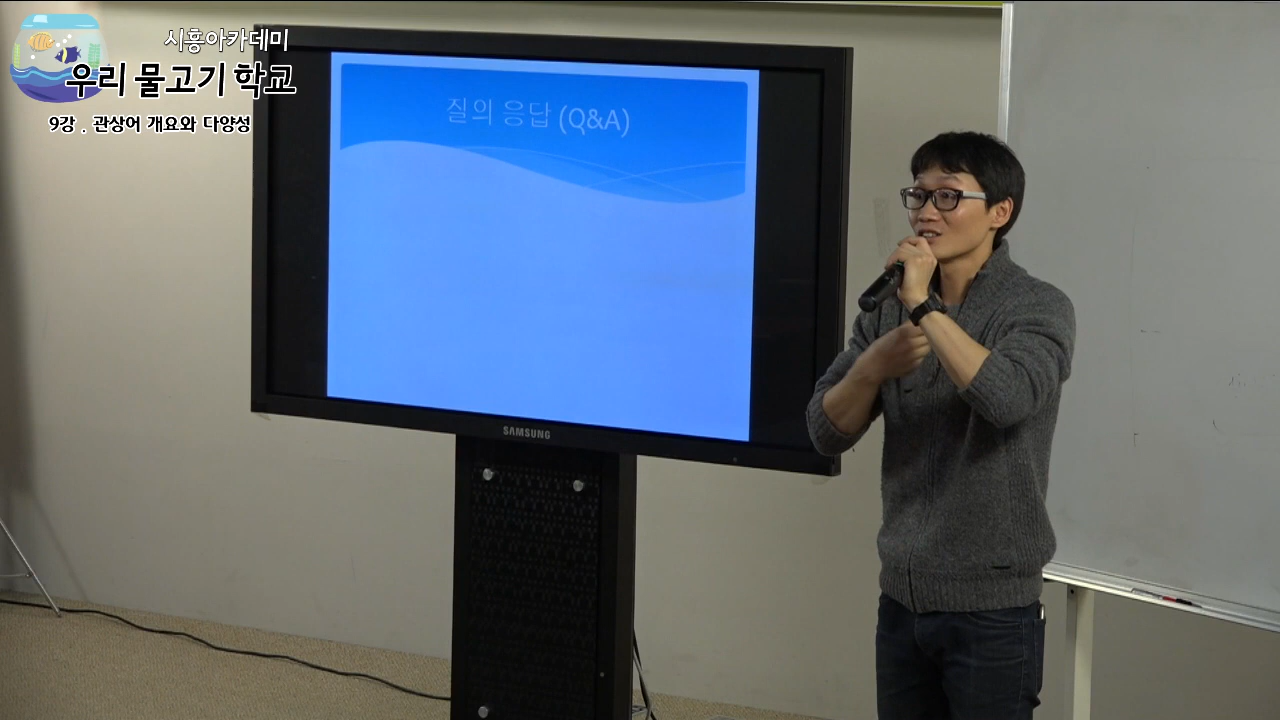 시흥아카데미
우리 물고기 학교
9강 . 관상어 개요와 다양성
질의 응답 (Q&A)
SAMSUNG